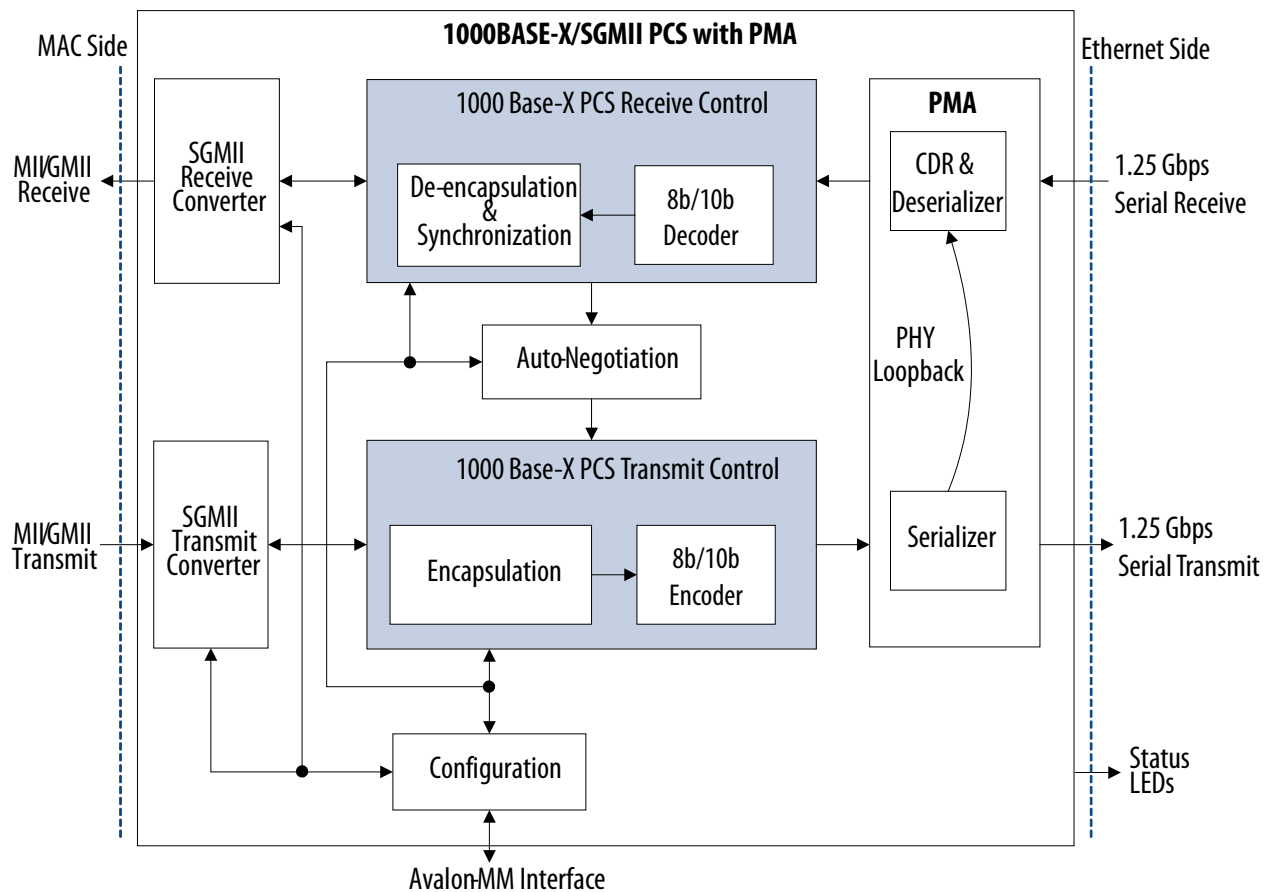 1000BASE-X/SGMII PCS with PMA
MAC Side
Ethernet Side
1000 Base-X PCS Receive Control
PMA
MII/GMII
Receive
SGMII
Receive
Converter
De-encapsulation
&
Synchronization
8b/10b
Decoder
CDR &
Deserializer
1.25 Gbps
Serial Receive
Auto-Negotiation
PHY
Loopback
1000 Base-X PCS Transmit Control
MII/GMII
Transmit
SGMII
Transmit
Converter
Encapsulation
8b/10b
Encoder
Serializer
1.25 Gbps
Serial Transmit
Configuration
Status
LEDs
Avalon-MM Interface